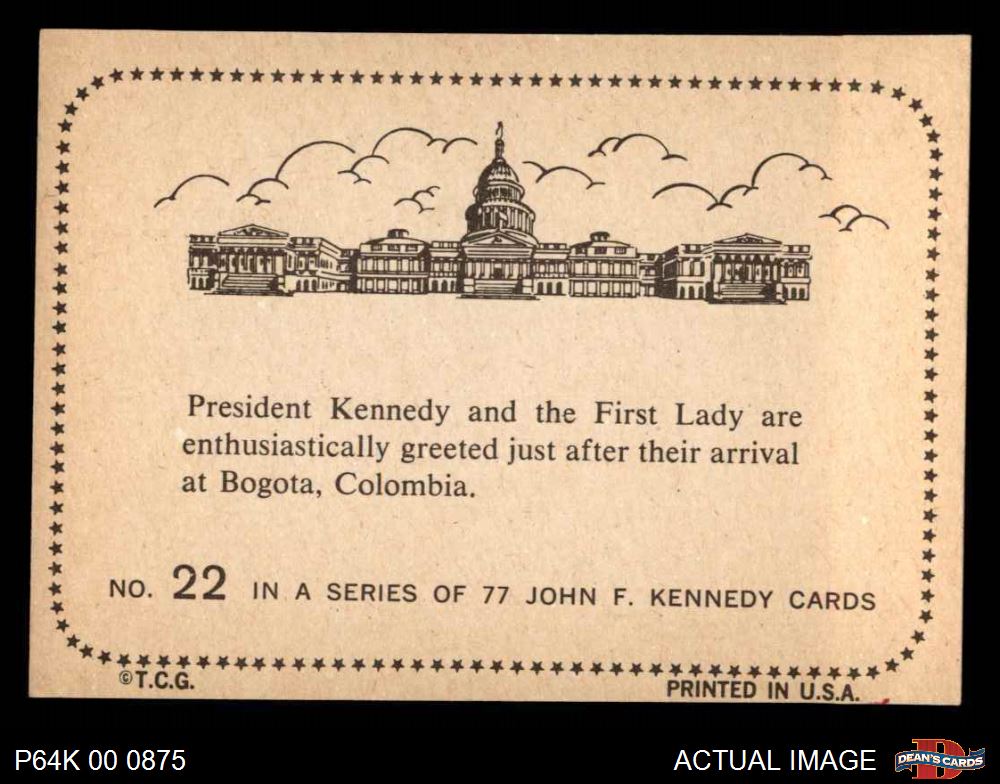 President Kennedy and the First Lady are
enthusiastically greeted just after their arrival
at Bogota, Colombia.
NO. 22 IN A SERIES OF 77 JOHN F. KENNEDY CARDS
©T.C.G.
PRINTED IN U.S.A.
P64K 00 0875
ACTUAL IMAGE
DEAN'S CARDS